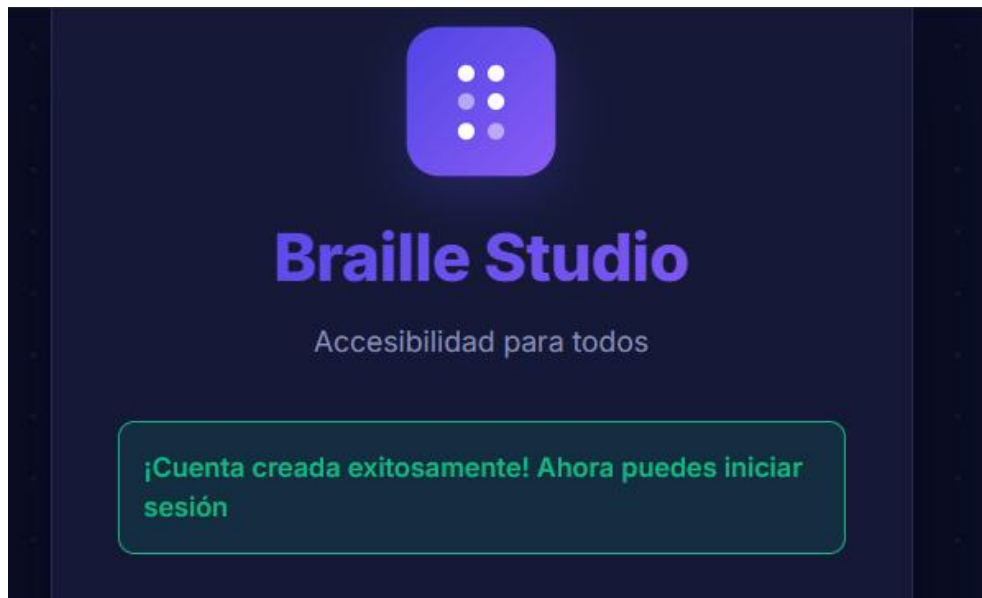 Braille Studio
Accesibilidad para todos
¡Cuenta creada exitosamente! Ahora puedes iniciar
sesión